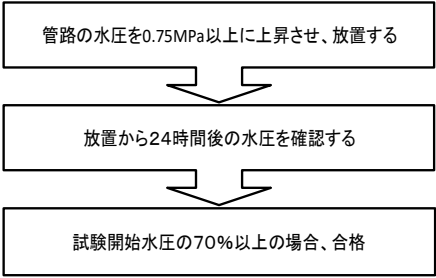 管路の水圧を0.75MPa以上に上昇させ、放置する
放置から24時間後の水圧を確認する
試験開始水圧の70%以上の場合、合格